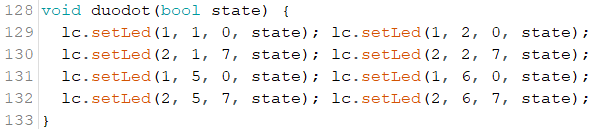 128 void duodot(bool state) {
129   lc.setLed(1, 1, 0, state); lc.setLed(1, 2, 0, state);
130   lc.setLed(2, 1, 7, state); lc.setLed(2, 2, 7, state);
131   lc.setLed(1, 5, 0, state); lc.setLed(1, 6, 0, state);
132   lc.setLed(2, 5, 7, state); lc.setLed(2, 6, 7, state);
133 }